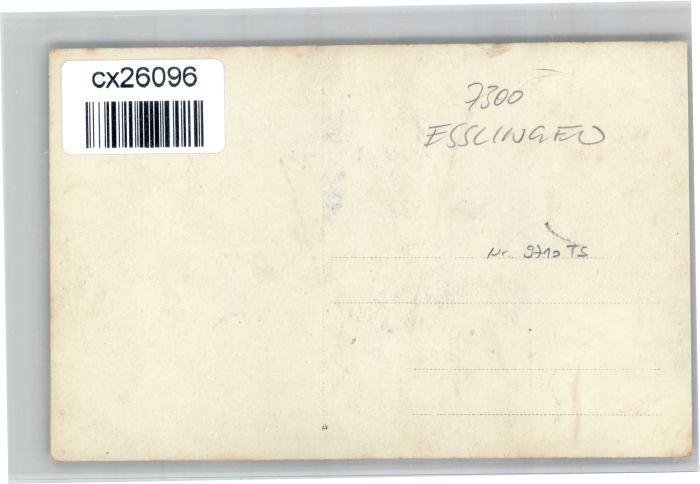 cx26096
7300
ESSLINGEN
Nr. 9710 TS
A